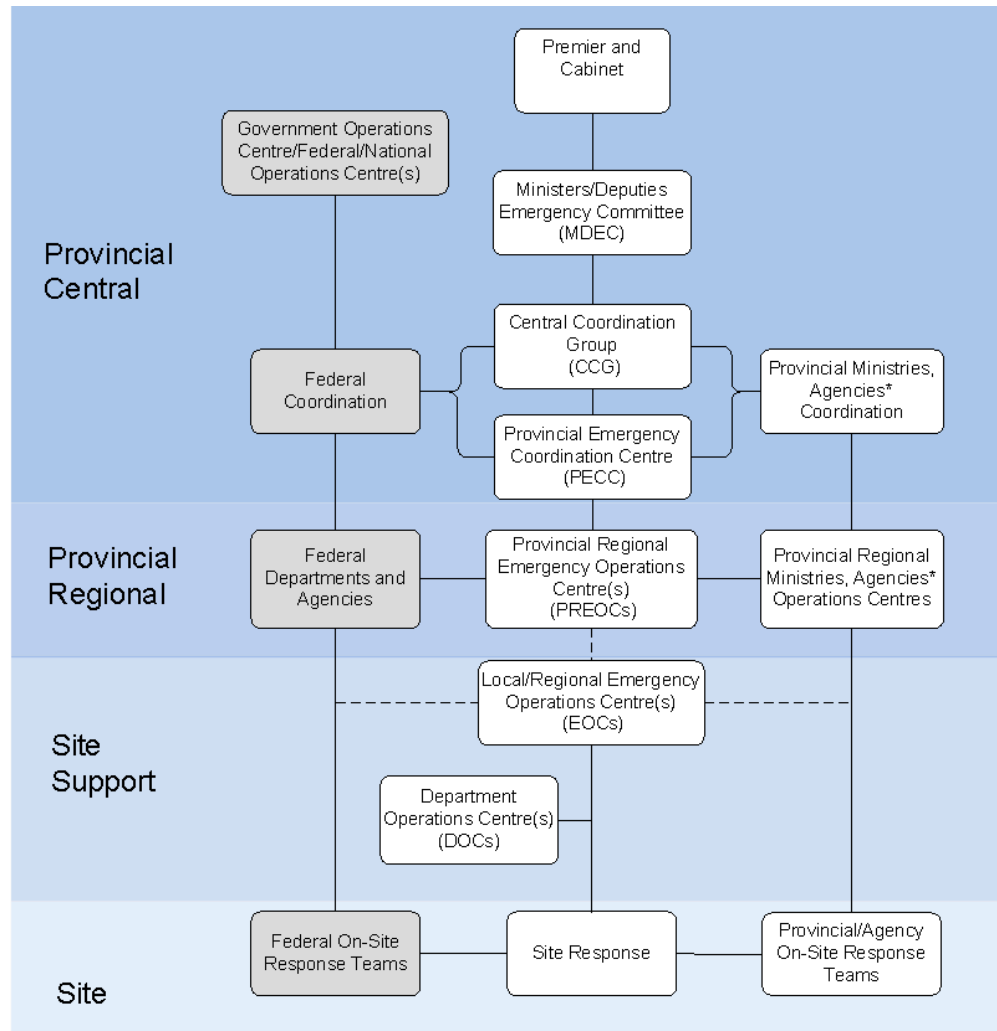 Premier and
Cabinet
Government Operations
Centre/Federal/National
Operations Centre(s)
Ministers/Deputies
Emergency Committee
(MDEC)
Provincial
Central
Central Coordination
Group
(CCG)
Federal
Coordination
Provincial Ministries,
Agencies*
Coordination
Provincial Emergency
Coordination Centre
(PECC)
Provincial
Regional
Federal
Departments and
Agencies
Provincial Regional
Emergency Operations
Centre(s)
(PREOCs)
Provincial Regional
Ministries, Agencies*
Operations Centres
Site
Support
Local/Regional Emergency
Operations Centre(s)
(EOCs)
Department
Operations Centre(s)
(DOCs)
Site
Federal On-Site
Response Teams
Site Response
Provincial/Agency
On-Site Response
Teams